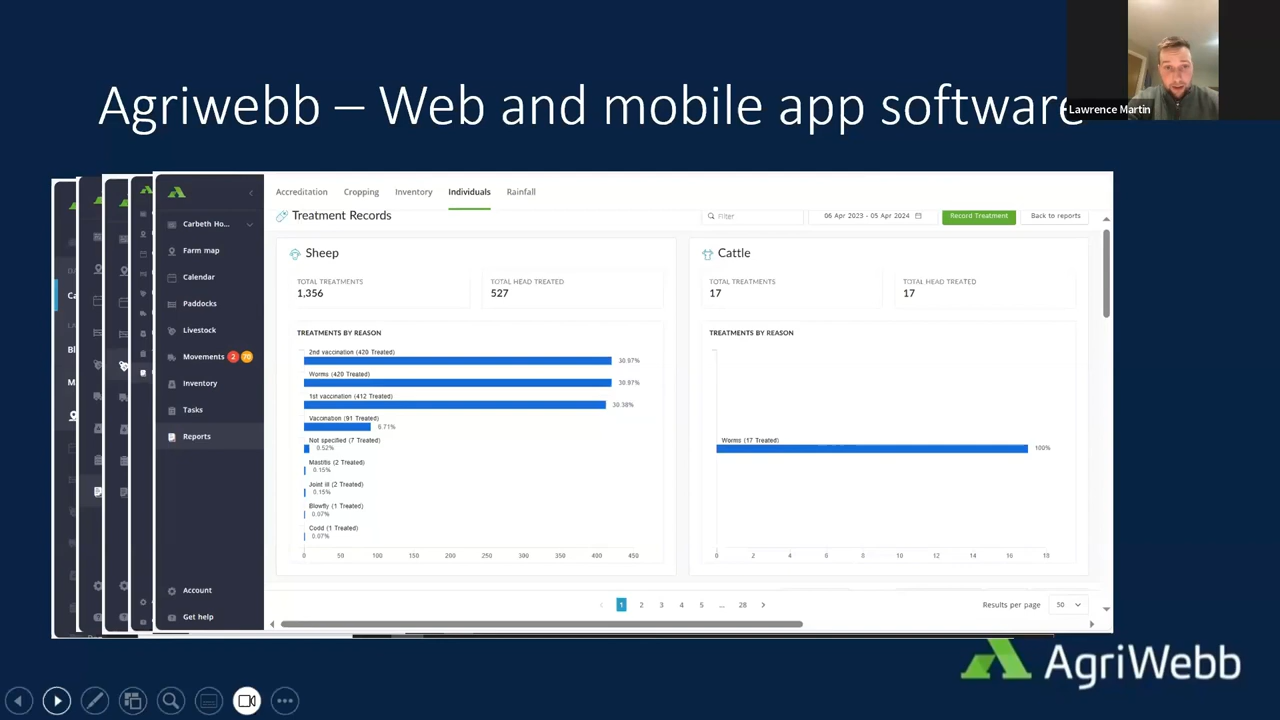 Agriwebb – Web and mobile app software
Lawrence Martin
Carbeth Ho...
Farm map
Calendar
Paddocks
Livestock
Movements 2 70
Inventory
Tasks
Reports
Account
Get help
Accreditation Cropping Inventory Individuals Rainfall
Treatment Records
Filter
06 Apr 2023 - 05 Apr 2024
Record Treatment
Back to reports
Sheep
TOTAL TREATMENTS
1,356
TOTAL HEAD TREATED
527
TREATMENTS BY REASON
2nd vaccination (420 Treated)
30.97%
Worms (420 Treated)
30.97%
1st vaccination (412 Treated)
30.38%
Vaccination (91 Treated)
6.71%
Not specified (7 Treated)
0.52%
Mastitis (2 Treated)
0.15%
Joint ill (2 Treated)
0.15%
Blowfly (1 Treated)
0.07%
Codd (1 Treated)
0.07%
0 50 100 150 200 250 300 350 400 450
Cattle
TOTAL TREATMENTS
17
TOTAL HEAD TREATED
17
TREATMENTS BY REASON
Worms (17 Treated)
100%
0 2 4 6 8 10 12 14 16 18
1 2 3 4 5 ... 28
Results per page 50
AgriWebb